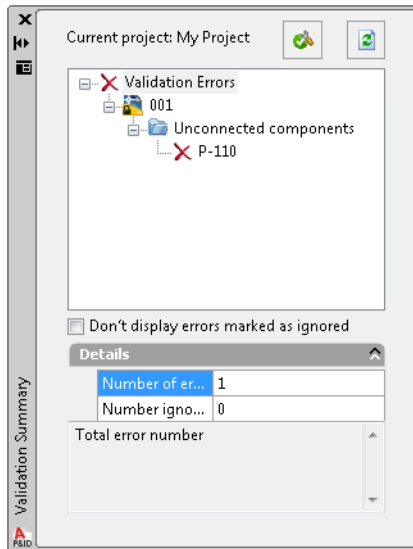 Current project: My Project
Validation Errors
001
Unconnected components
P-110
Don't display errors marked as ignored
Details
Number of er... 1
Number igno... 0
Total error number
Validation Summary
A
P&ID